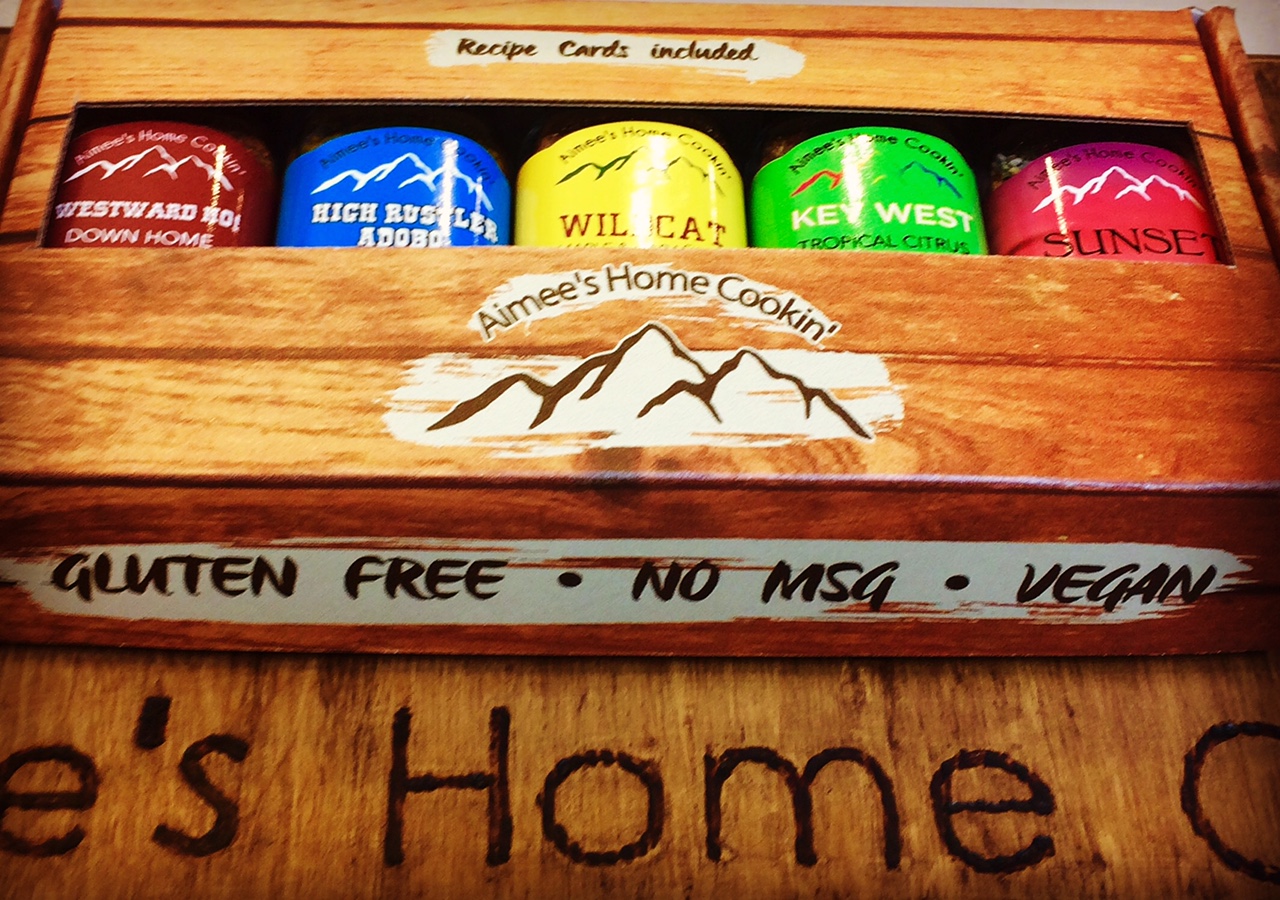 Recipe Cards included
Aimee's Home Cookin'
WESTWARD HO!
DOWN HOME
Aimee's Home Cookin'
HIGH RUSTLER
ADOBO
Aimee's Home Cookin'
WILDCAT
Aimee's Home Cookin'
KEY WEST
TROPICAL CITRUS
Aimee's Home Cookin'
SUNSET
Aimee's Home Cookin'
GLUTEN FREE • NO MSG • VEGAN
e's Home C